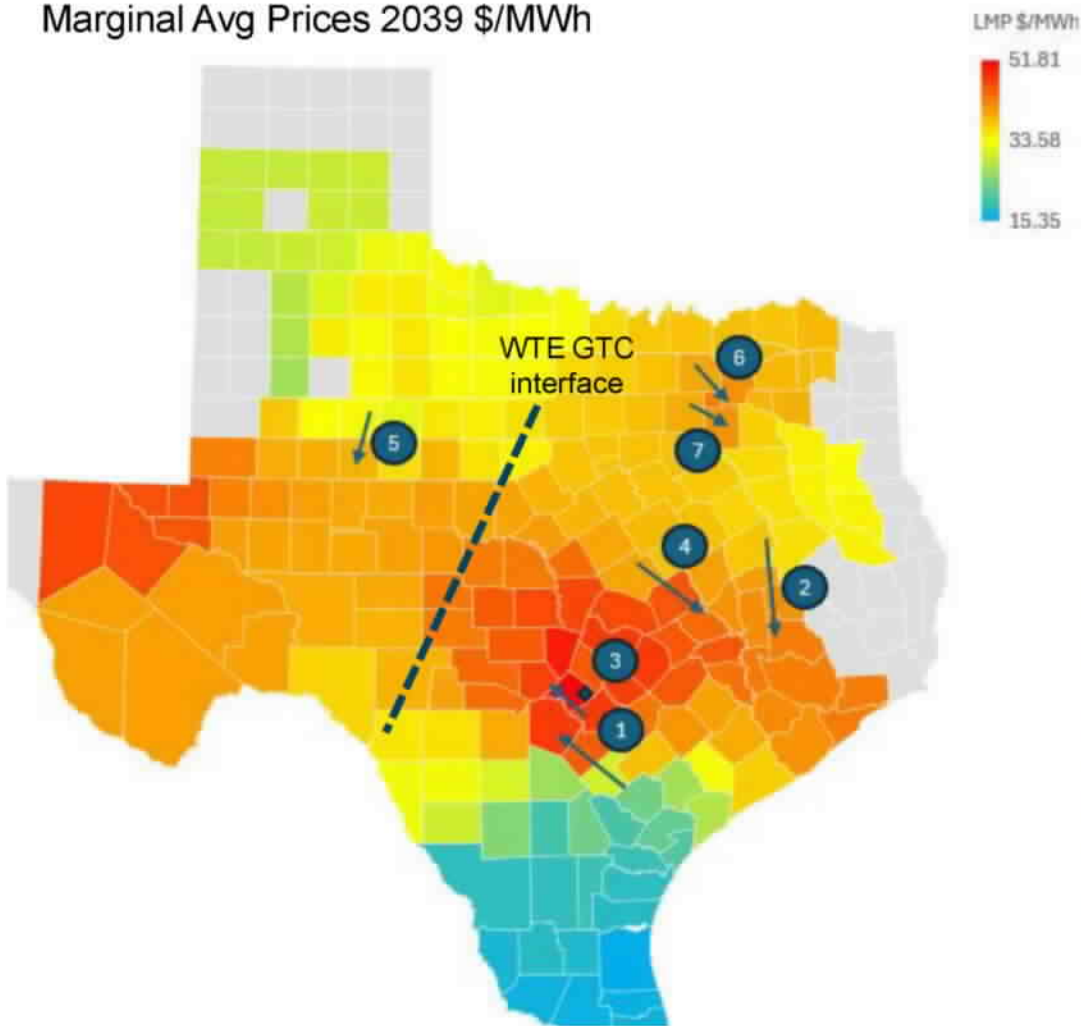 Marginal Avg Prices 2039 $/MWh
LMP $/MWh
51.81
33.58
15.35
WTE GTC
interface
6
5
7
4
2
3
1